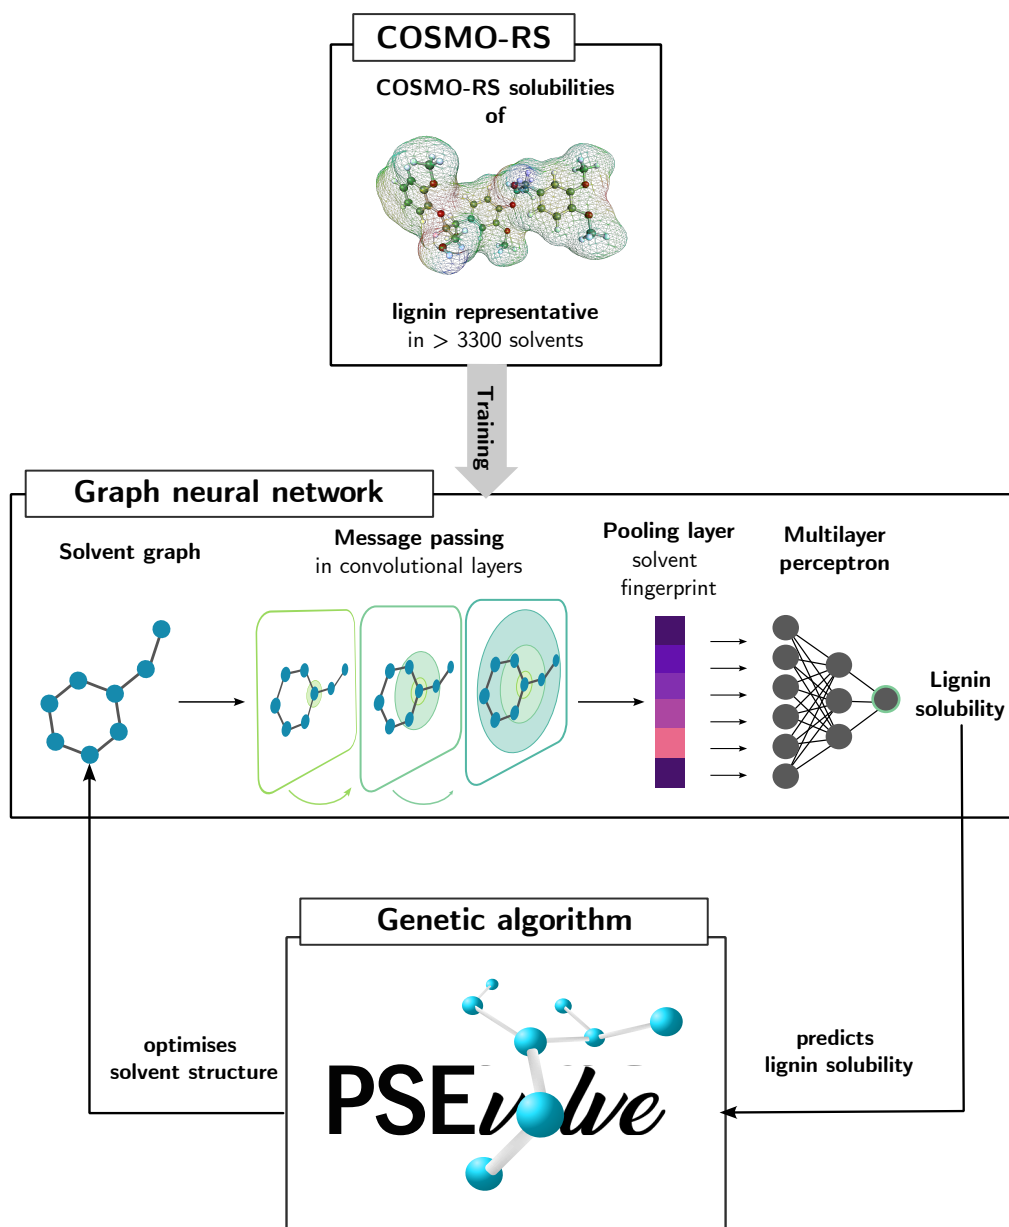 COSMO-RS
COSMO-RS solubilities
of
lignin representative
in > 3300 solvents
Training
Graph neural network
Solvent graph
Message passing
in convolutional layers
Pooling layer
solvent
fingerprint
Multilayer
perceptron
Lignin
solubility
Genetic algorithm
optimises
solvent structure
PSEvolve
predicts
lignin solubility